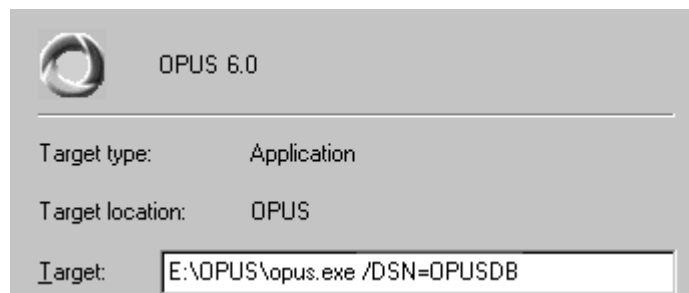 OPUS 6.0
Target type: Application
Target location: OPUS
Target: E:\OPUS\opus.exe /DSN=OPUSDB